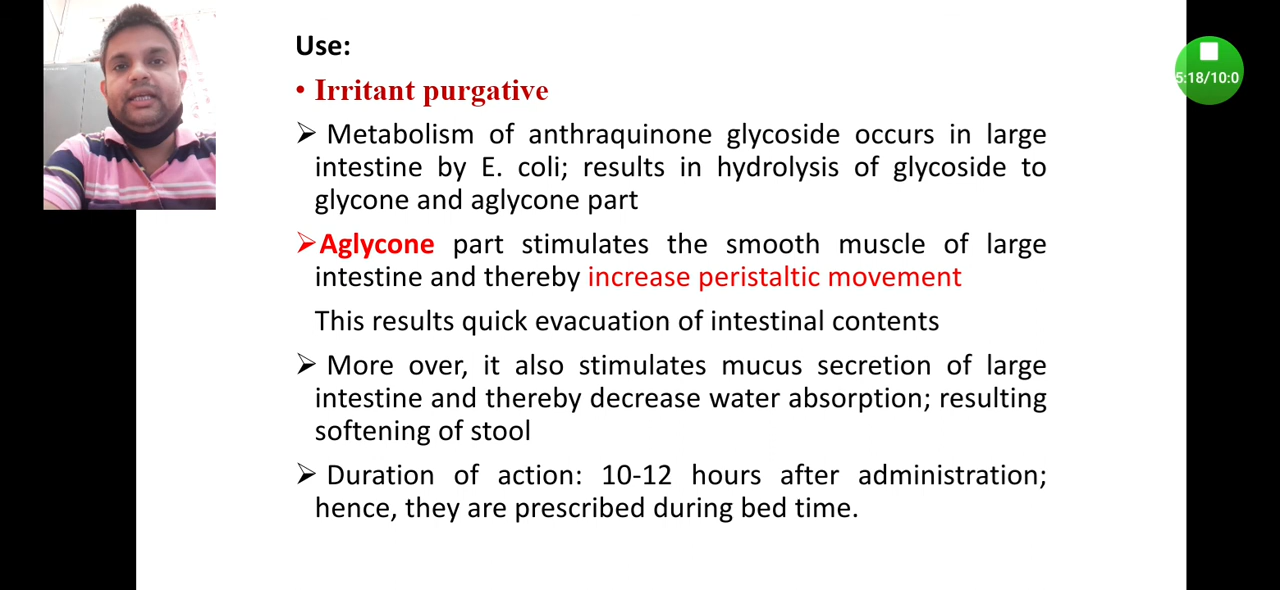 Use:
• Irritant purgative
➢ Metabolism of anthraquinone glycoside occurs in large
intestine by E. coli; results in hydrolysis of glycoside to
glycone and aglycone part
➢Aglycone part stimulates the smooth muscle of large
intestine and thereby increase peristaltic movement
This results quick evacuation of intestinal contents
➢ More over, it also stimulates mucus secretion of large
intestine and thereby decrease water absorption; resulting
softening of stool
➢ Duration of action: 10-12 hours after administration;
hence, they are prescribed during bed time.
5:18/10:0